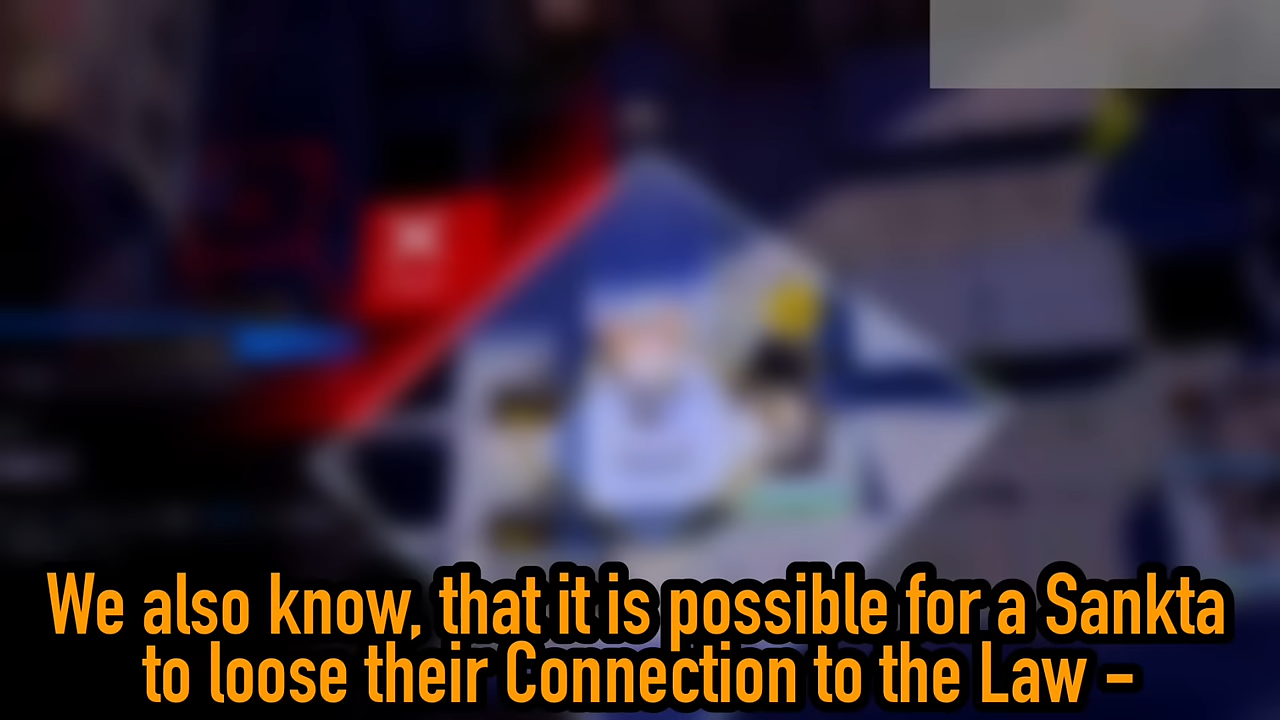 We also know, that it is possible for a Sankta
to loose their Connection to the Law -